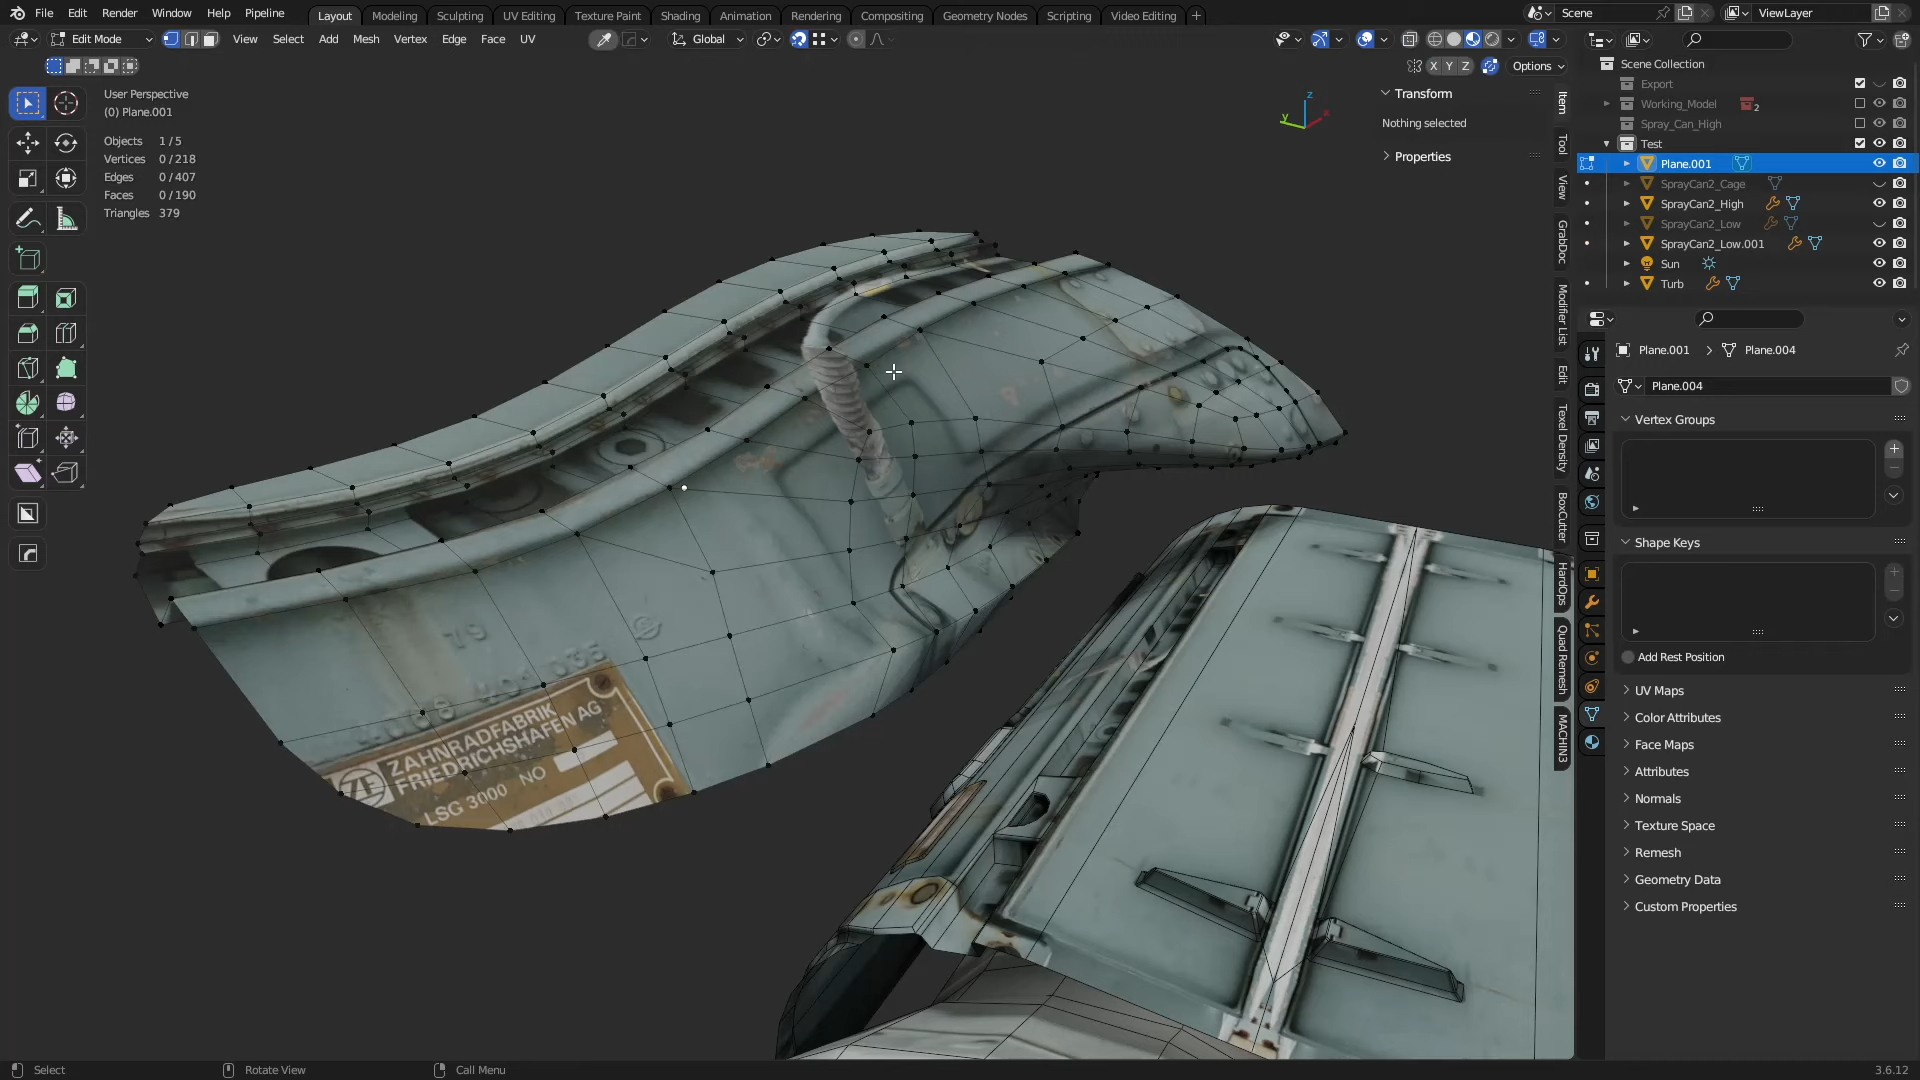 File Edit Render Window Help Pipeline Layout Modeling Sculpting UV Editing Texture Paint Shading Animation Rendering Compositing Geometry Nodes Scripting Video Editing + Scene ViewLayer
Edit Mode View Select Add Mesh Vertex Edge Face UV Global
X Y Z Options
User Perspective
(0) Plane.001
Objects 1/5
Vertices 0/218
Edges 0/407
Faces 0/190
Triangles 379
z
y
x
Transform
Nothing selected
Properties
Item
Tool
View
GrabDoc
Modifier List
Edit
Texel Density
BoxCutter
HardOps
Quad Remesh
MACHIN3
Scene Collection
Export
Working_Model 2
Spray_Can_High
Test
Plane.001
SprayCan2_Cage
SprayCan2_High
SprayCan2_Low
SprayCan2_Low.001
Sun
Turb
Plane.001 > Plane.004
Plane.004
Vertex Groups
Shape Keys
Add Rest Position
UV Maps
Color Attributes
Face Maps
Attributes
Normals
Texture Space
Remesh
Geometry Data
Custom Properties
79
035
ZF
ZAHNRADFABRIK
FRIEDRICHSHAFEN AG
LSG 3000 NO
Select Rotate View Call Menu 3.6.12